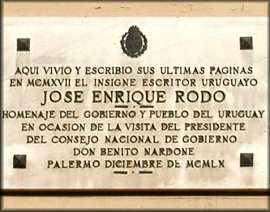 AQUI VIVIO Y ESCRIBIO SUS ULTIMAS PAGINAS
EN MCMXVII EL INSIGNE ESCRITOR URUGUAYO
JOSE ENRIQUE RODO
HOMENAJE DEL GOBIERNO Y PUEBLO DEL URUGUAY
EN OCASION DE LA VISITA DEL PRESIDENTE
DEL CONSEJO NACIONAL DE GOBIERNO
DON BENITO NARDONE
PALERMO DICIEMBRE DE MCMLX